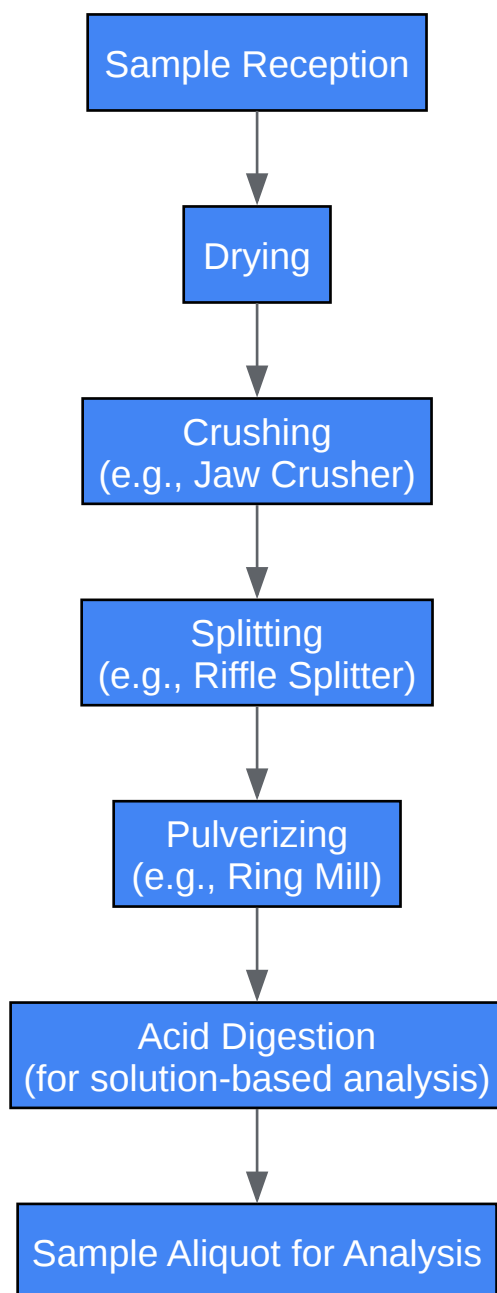 Sample Reception
Drying
Crushing
(e.g., Jaw Crusher)
Splitting
(e.g., Riffle Splitter)
Pulverizing
(e.g., Ring Mill)
Acid Digestion
(for solution-based analysis)
Sample Aliquot for Analysis